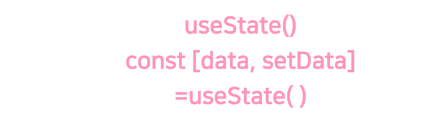 useState()
const [data, setData]
=useState( )